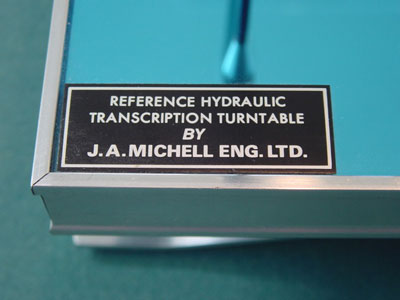 REFERENCE HYDRAULIC
TRANSCRIPTION TURNTABLE
BY
J.A.MICHELL ENG. LTD.